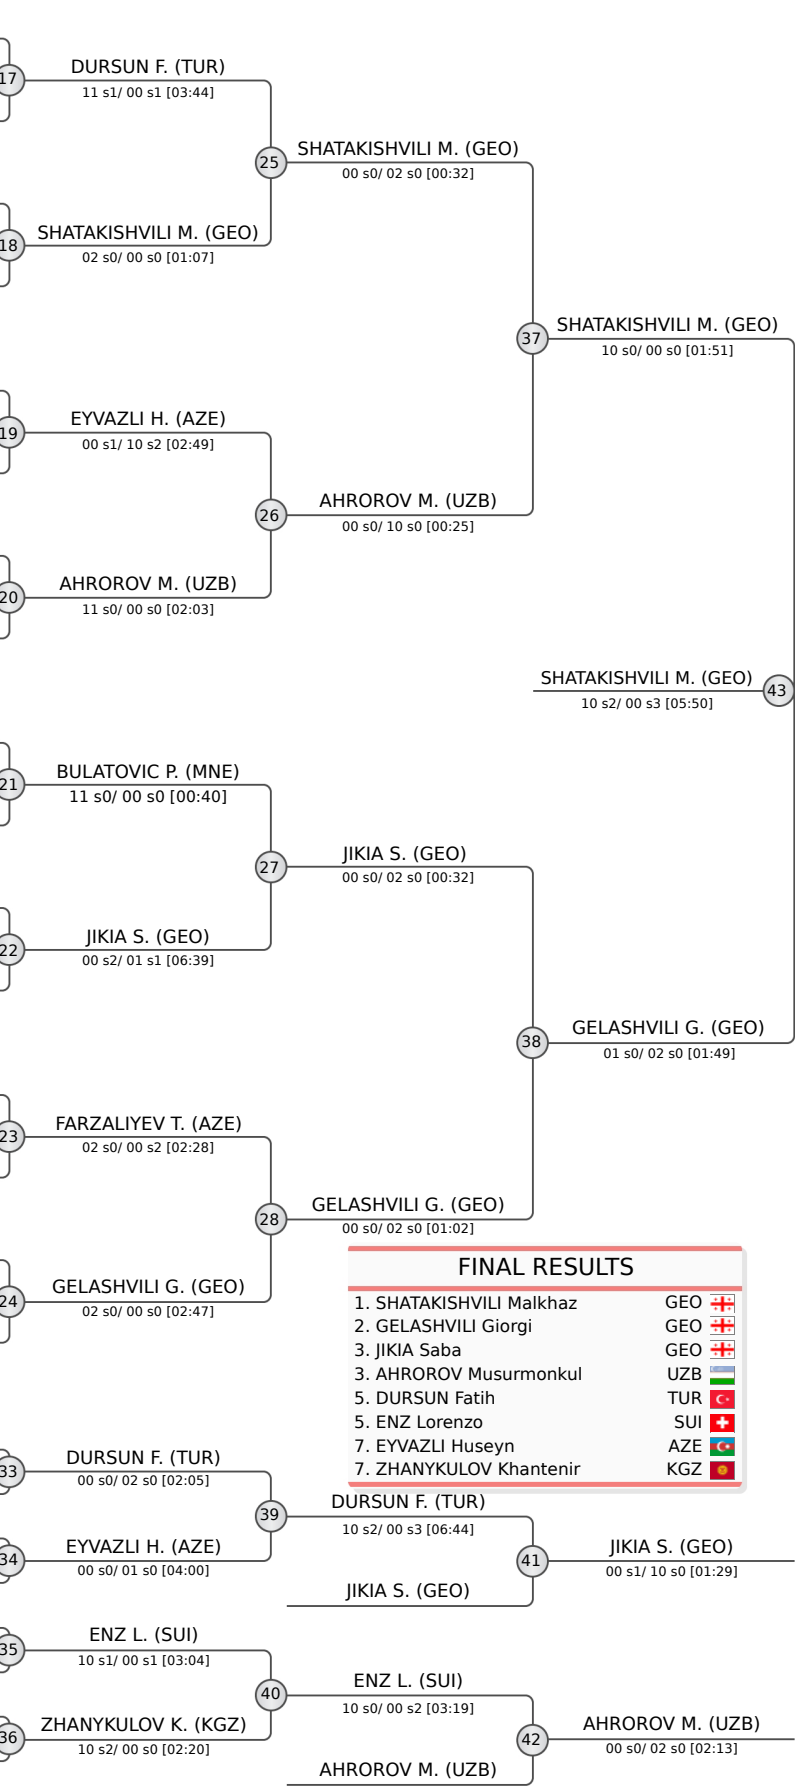 DURSUN F. (TUR)
17
11 s1/ 00 s1 [03:44]
SHATAKISHVILI M. (GEO)
25
00 s0/ 02 s0 [00:32]
SHATAKISHVILI M. (GEO)
18
02 s0/ 00 s0 [01:07]
SHATAKISHVILI M. (GEO)
37
10 s0/ 00 s0 [01:51]
EYVAZLI H. (AZE)
19
00 s1/ 10 s2 [02:49]
AHROROV M. (UZB)
26
00 s0/ 10 s0 [00:25]
AHROROV M. (UZB)
20
11 s0/ 00 s0 [02:03]
SHATAKISHVILI M. (GEO)
43
10 s2/ 00 s3 [05:50]
BULATOVIC P. (MNE)
21
11 s0/ 00 s0 [00:40]
JIKIA S. (GEO)
27
00 s0/ 02 s0 [00:32]
JIKIA S. (GEO)
22
00 s2/ 01 s1 [06:39]
GELASHVILI G. (GEO)
38
01 s0/ 02 s0 [01:49]
FARZALIYEV T. (AZE)
23
02 s0/ 00 s2 [02:28]
GELASHVILI G. (GEO)
28
00 s0/ 02 s0 [01:02]
GELASHVILI G. (GEO)
24
02 s0/ 00 s0 [02:47]
FINAL RESULTS
1. SHATAKISHVILI Malkhaz GEO
2. GELASHVILI Giorgi GEO
3. JIKIA Saba GEO
3. AHROROV Musurmonkul UZB
5. DURSUN Fatih TUR
5. ENZ Lorenzo SUI
7. EYVAZLI Huseyn AZE
7. ZHANYKULOV Khantenir KGZ
DURSUN F. (TUR)
33
00 s0/ 02 s0 [02:05]
DURSUN F. (TUR)
39
10 s2/ 00 s3 [06:44]
EYVAZLI H. (AZE)
34
00 s0/ 01 s0 [04:00]
JIKIA S. (GEO)
41
00 s1/ 10 s0 [01:29]
JIKIA S. (GEO)
ENZ L. (SUI)
35
10 s1/ 00 s1 [03:04]
ENZ L. (SUI)
40
10 s0/ 00 s2 [03:19]
ZHANYKULOV K. (KGZ)
36
10 s2/ 00 s0 [02:20]
AHROROV M. (UZB)
42
00 s0/ 02 s0 [02:13]
AHROROV M. (UZB)